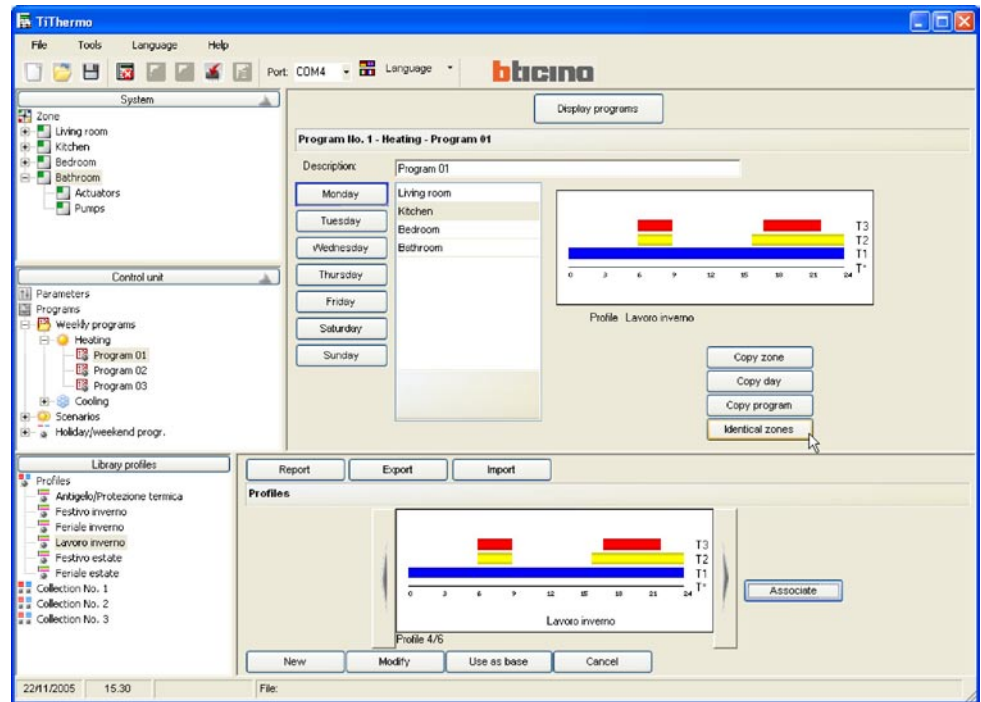 TiThermo
File Tools Language Help
Port: COM4 Language bticino
System
Zone
Living room
Kitchen
Bedroom
Bathroom
Actuators
Pumps
Control unit
Parameters
Programs
Weekly programs
Heating
Program 01
Program 02
Program 03
Cooling
Scenarios
Holiday/weekend progr.
Display programs
Program No. 1 - Heating - Program 01
Description: Program 01
Monday
Tuesday
Wednesday
Thursday
Friday
Saturday
Sunday
Living room
Kitchen
Bedroom
Bathroom
T3
T2
T1
T*
0 3 6 9 12 15 18 21 24
Profile Lavoro inverno
Copy zone
Copy day
Copy program
Identical zones
Library profiles
Profiles
Antigelo/Protezione termica
Festivo inverno
Feriale inverno
Lavoro inverno
Festivo estate
Feriale estate
Collection No. 1
Collection No. 2
Collection No. 3
Report Export Import
Profiles
T3
T2
T1
T*
0 3 6 9 12 15 18 21 24
Lavoro inverno
Profile 4/6
Associate
New Modify Use as base Cancel
22/11/2005 15.30 File: